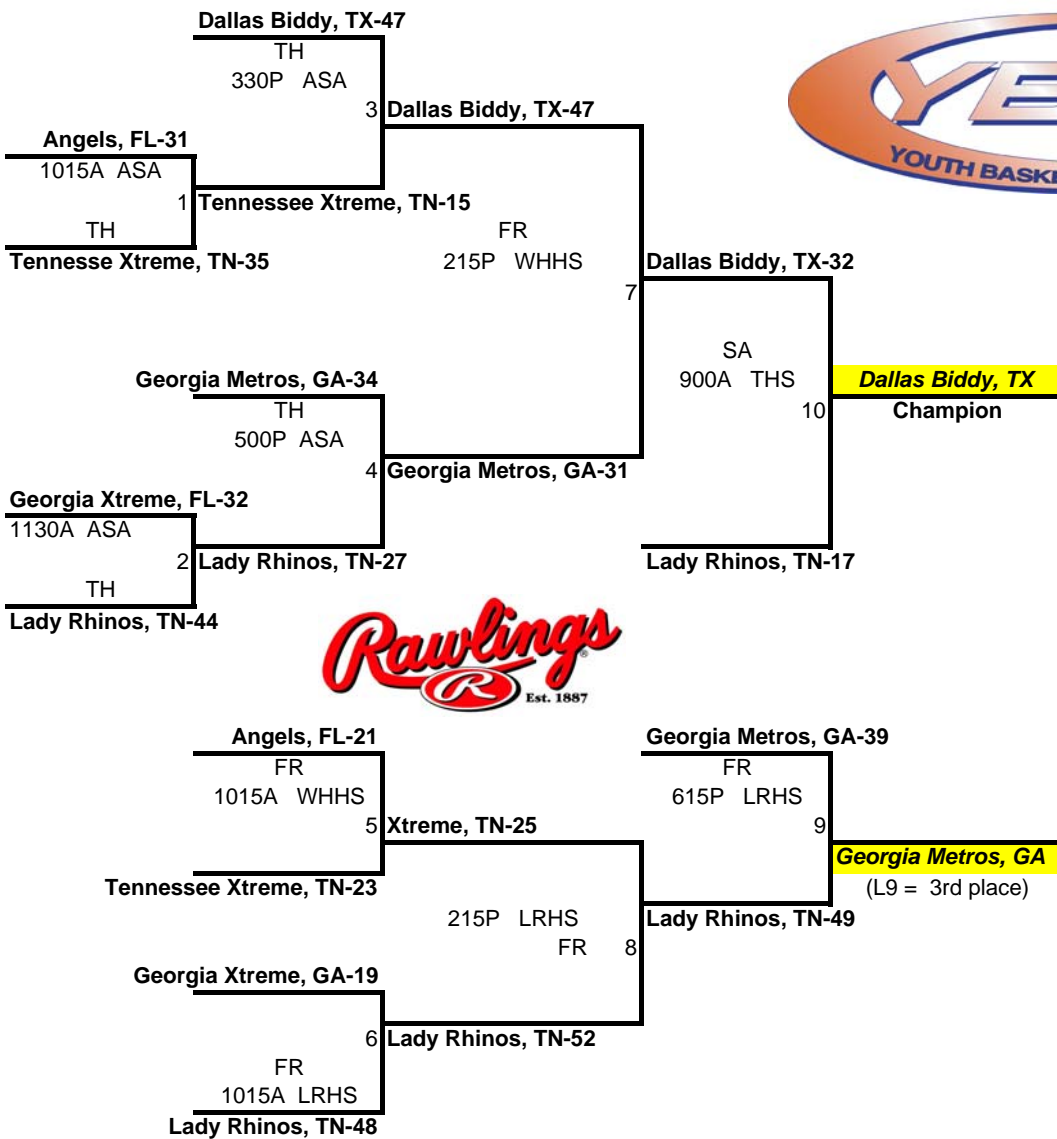 Dallas Biddy, TX-47
TH
330P ASA
3 Dallas Biddy, TX-47
Angels, FL-31
1015A ASA
1 Tennessee Xtreme, TN-15
TH
Tennesse Xtreme, TN-35
FR
215P WHHS
7
Dallas Biddy, TX-32
SA
900A THS
10
Dallas Biddy, TX
Champion
Georgia Metros, GA-34
TH
500P ASA
4 Georgia Metros, GA-31
Georgia Xtreme, FL-32
1130A ASA
2 Lady Rhinos, TN-27
TH
Lady Rhinos, TN-44
Lady Rhinos, TN-17
YOUTH
Rawlings
R
Est. 1887
Angels, FL-21
FR
1015A WHHS
5 Xtreme, TN-25
Tennessee Xtreme, TN-23
Georgia Metros, GA-39
FR
615P LRHS
9
Georgia Metros, GA
(L9 = 3rd place)
215P LRHS
FR 8
Lady Rhinos, TN-49
Georgia Xtreme, GA-19
6 Lady Rhinos, TN-52
FR
1015A LRHS
Lady Rhinos, TN-48